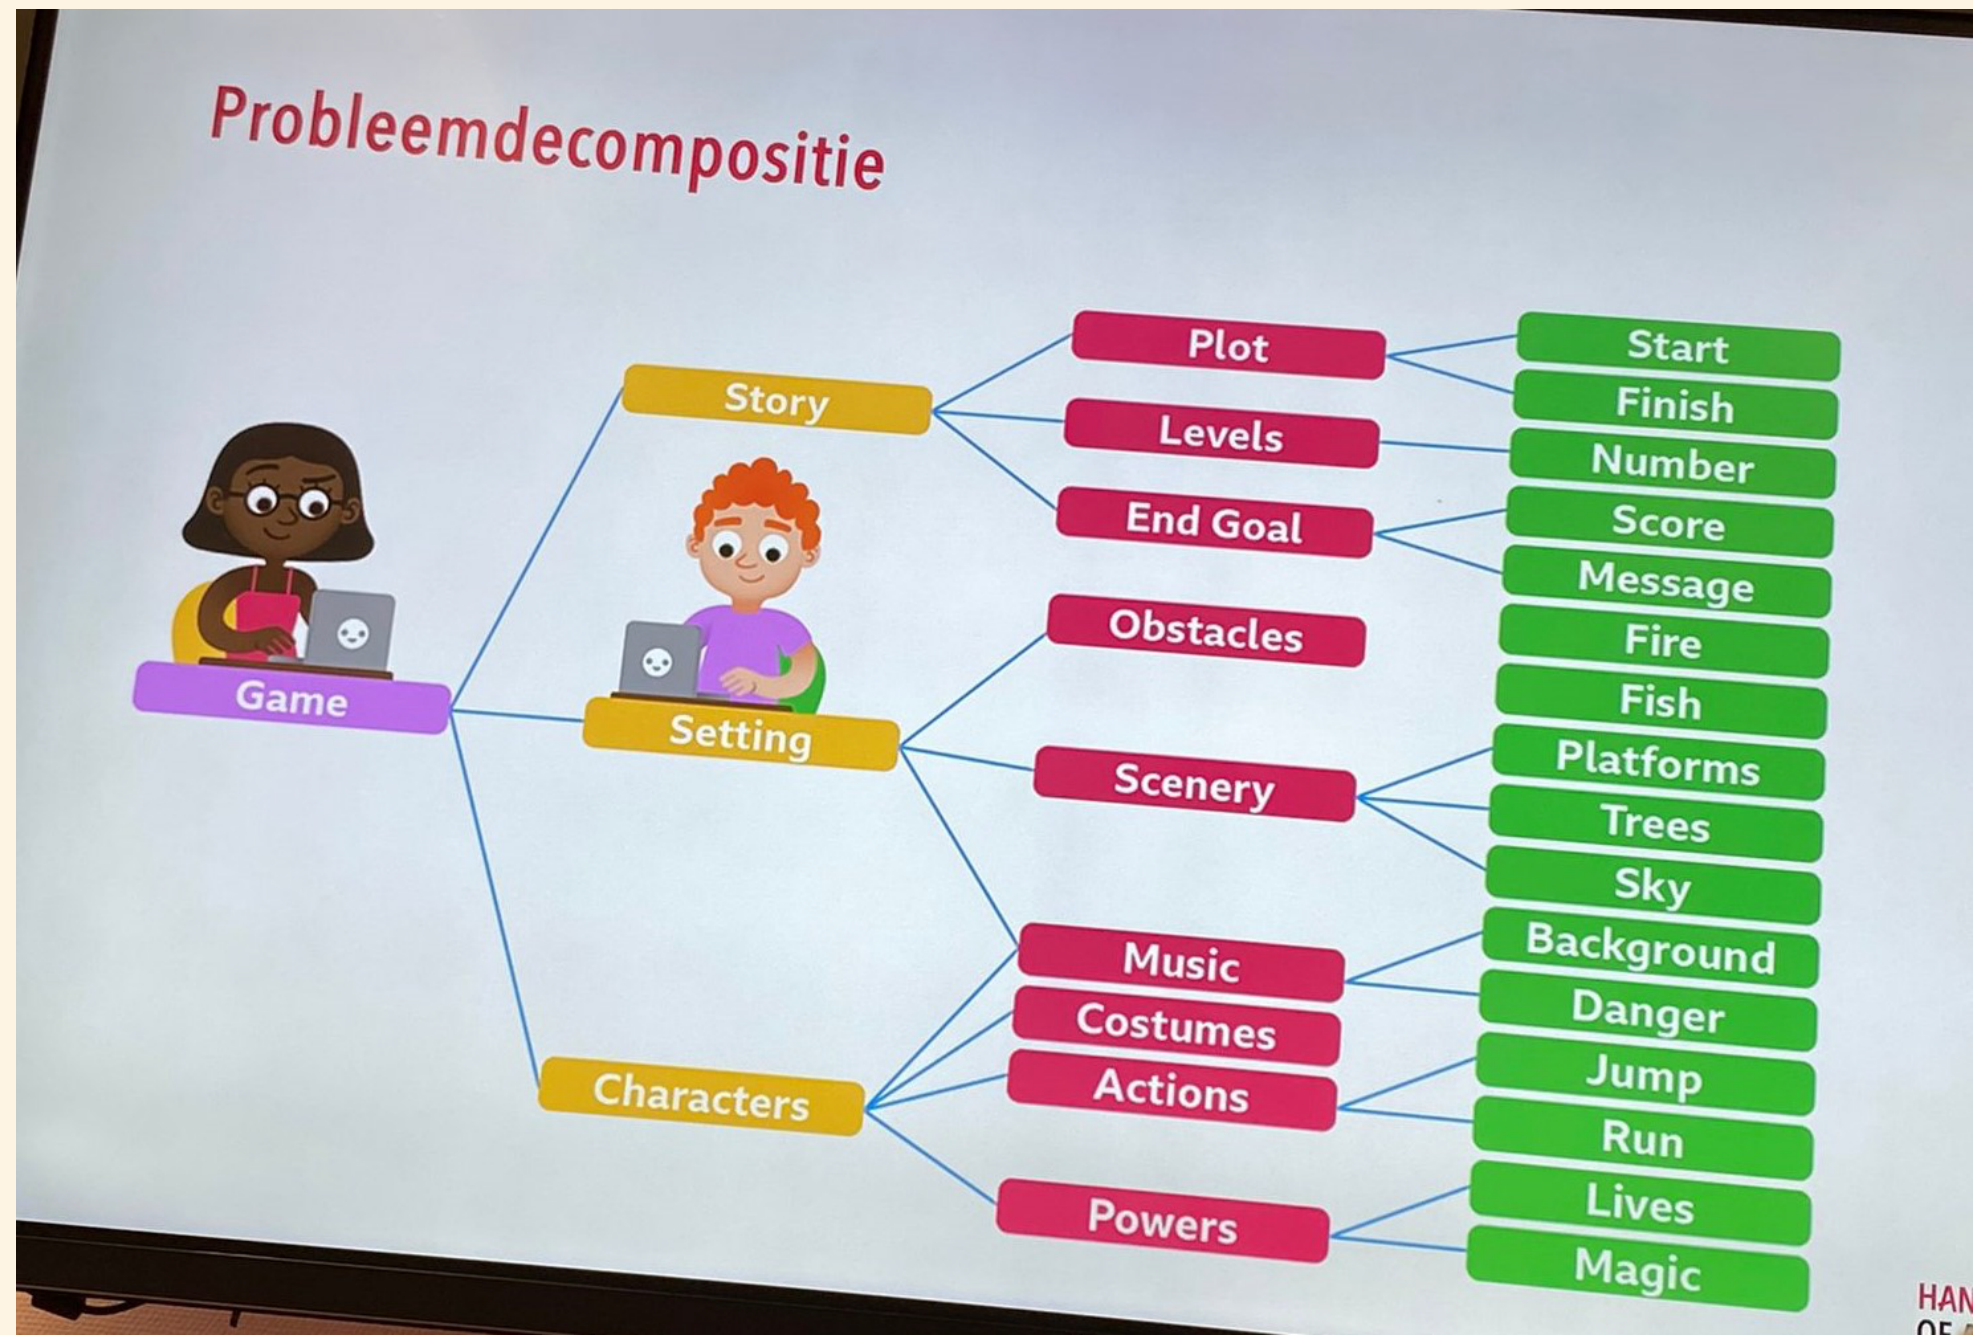 Probleemdecompositie
Game
Story
Setting
Characters
Plot
Levels
End Goal
Obstacles
Scenery
Music
Costumes
Actions
Powers
Start
Finish
Number
Score
Message
Fire
Fish
Platforms
Trees
Sky
Background
Danger
Jump
Run
Lives
Magic
HAN